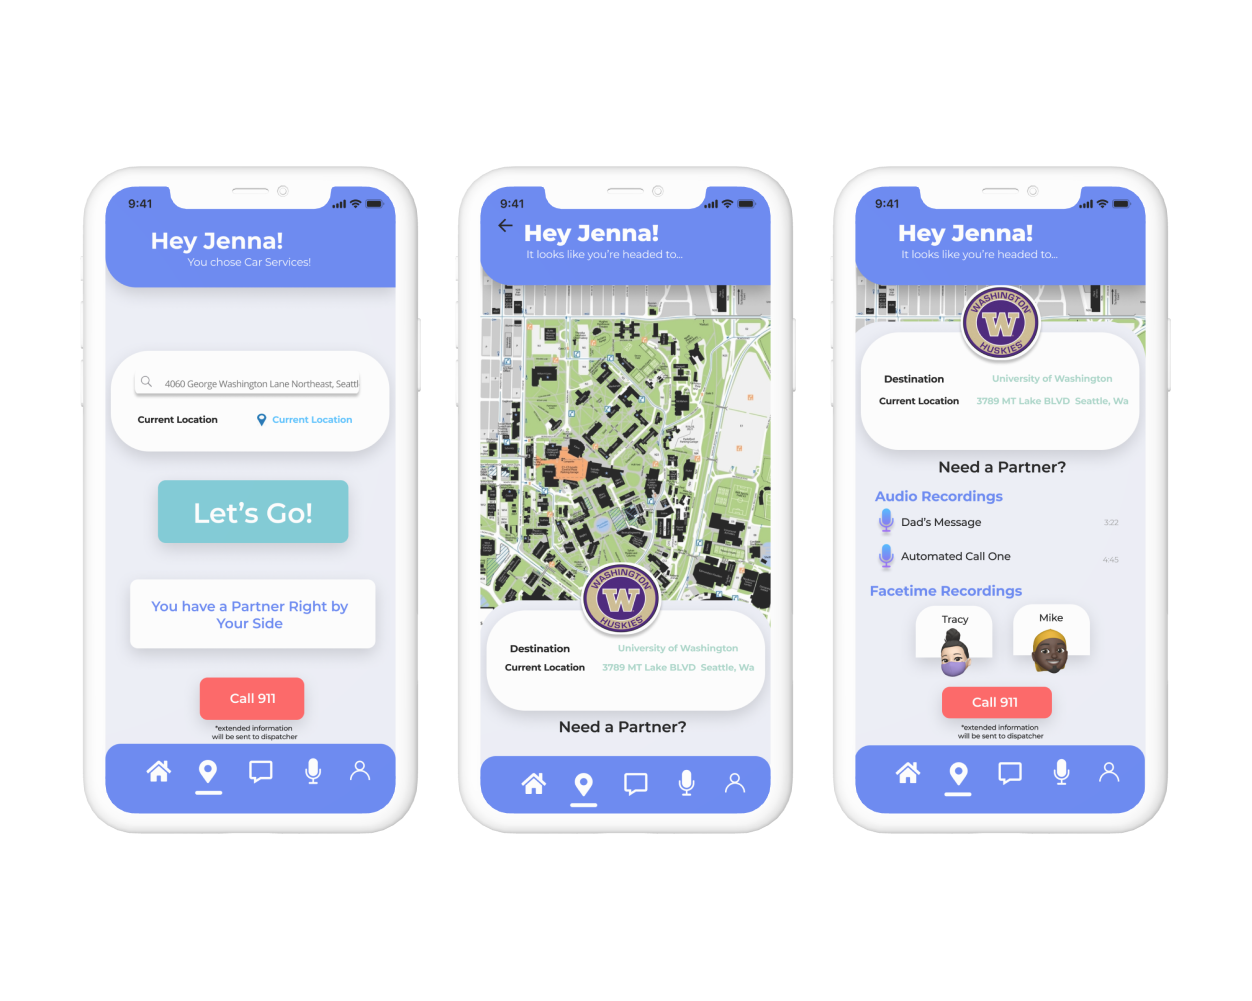 9:41
Hey Jenna!
You chose Car Services!
4060 George Washington Lane Northeast, Seattl
Current Location
Current Location
Let's Go!
You have a Partner Right by
Your Side
Call 911
*extended information
will be sent to dispatcher
9:41
Hey Jenna!
It looks like you're headed to...
WASHINGTON
W
HUSKIES
Destination
University of Washington
Current Location
3789 MT Lake BLVD Seattle, Wa
Need a Partner?
9:41
Hey Jenna!
It looks like you're headed to...
WASHINGTON
W
HUSKIES
Destination
University of Washington
Current Location
3789 MT Lake BLVD Seattle, Wa
Need a Partner?
Audio Recordings
Dad's Message
3:22
Automated Call One
4:45
Facetime Recordings
Tracy
Mike
Call 911
*extended information
will be sent to dispatcher